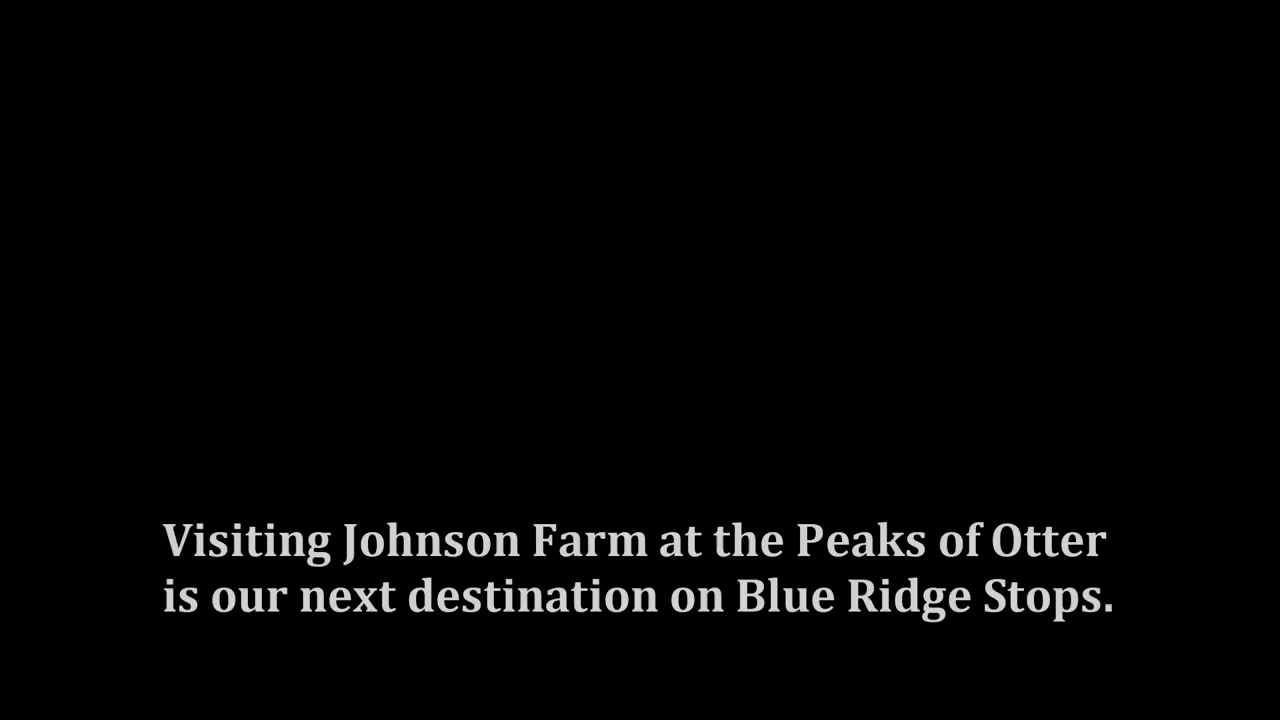 Visiting Johnson Farm at the Peaks of Otter
is our next destination on Blue Ridge Stops.